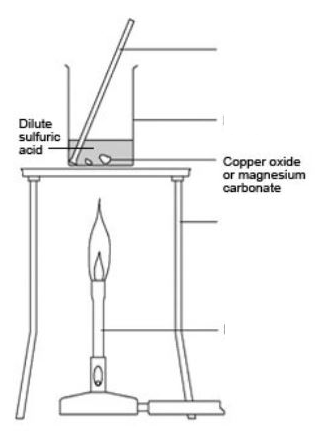 Dilute
sulfuric
acid
Copper oxide
or magnesium
carbonate